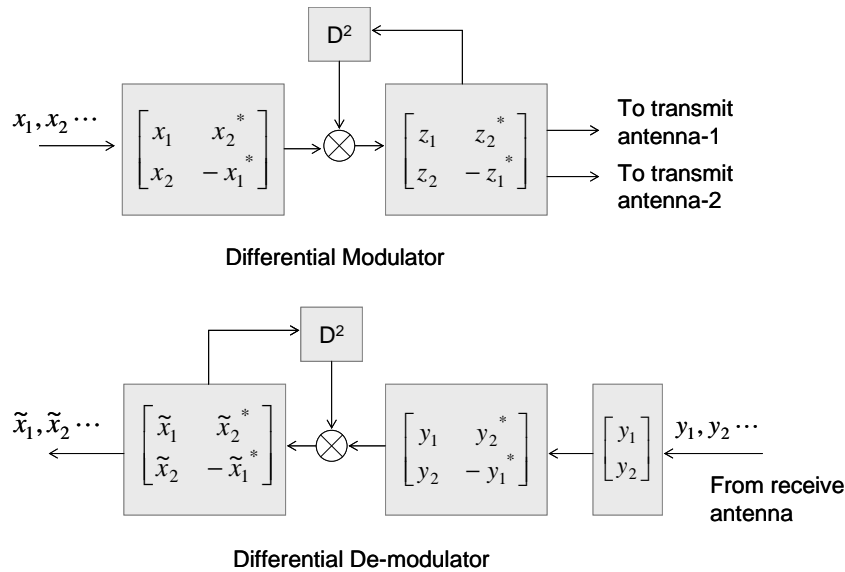 D²
x₁, x₂ ⋯
[x₁ x₂*
x₂ −x₁*]
⊗
[z₁ z₂*
z₂ −z₁*]
To transmit
antenna-1
To transmit
antenna-2
Differential Modulator
D²
x̃₁, x̃₂ ⋯
[x̃₁ x̃₂*
x̃₂ −x̃₁*]
⊗
[y₁ y₂*
y₂ −y₁*]
[y₁
y₂]
y₁, y₂ ⋯
From receive
antenna
Differential De-modulator